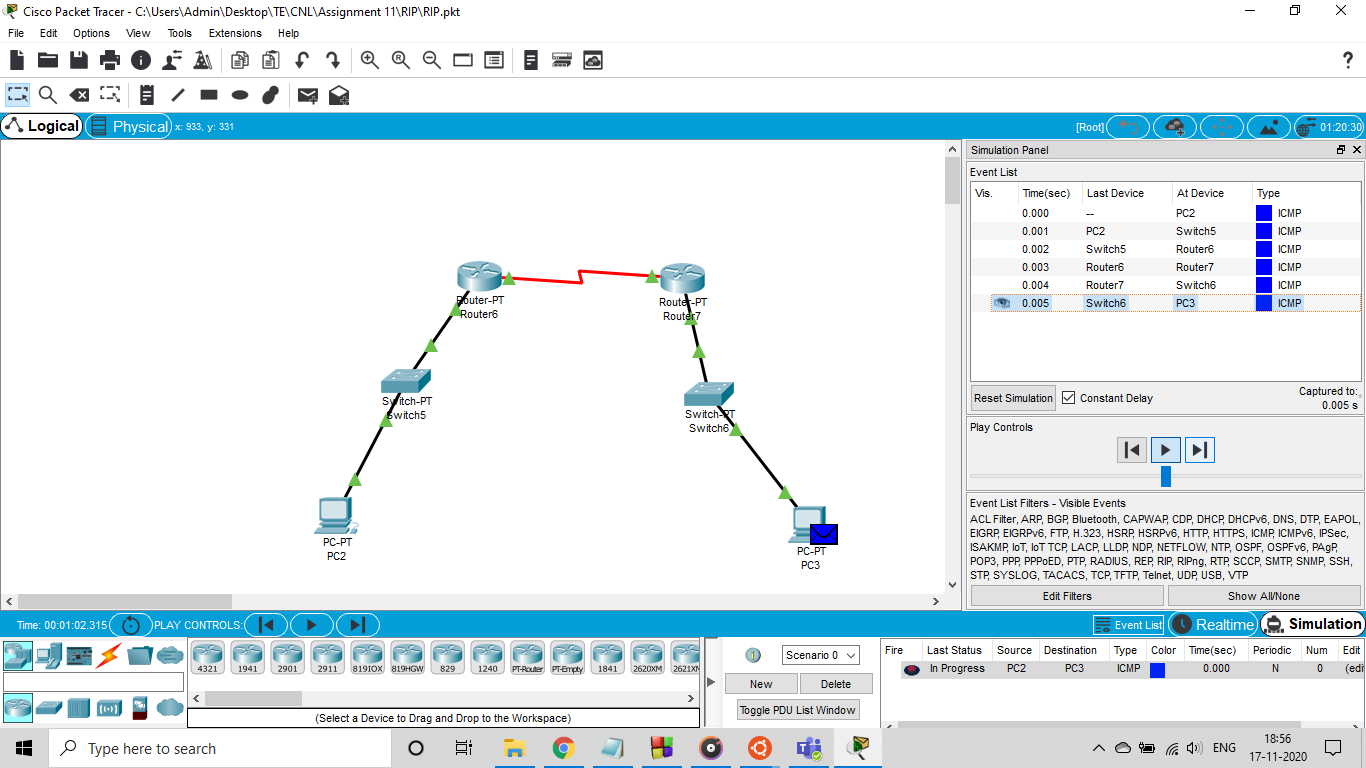 Cisco Packet Tracer - C:\Users\Admin\Desktop\TE\CNL\Assignment 11\RIP\RIP.pkt
File Edit Options View Tools Extensions Help
Logical Physical x: 933, y: 331 [Root] 01:20:30
Simulation Panel
Event List
Vis. Time(sec) Last Device At Device Type
0.000 -- PC2 ICMP
0.001 PC2 Switch5 ICMP
0.002 Switch5 Router6 ICMP
0.003 Router6 Router7 ICMP
0.004 Router7 Switch6 ICMP
0.005 Switch6 PC3 ICMP
Reset Simulation Constant Delay Captured to:
0.005 s
Play Controls
Event List Filters - Visible Events
ACL Filter, ARP, BGP, Bluetooth, CAPWAP, CDP, DHCP, DHCPv6, DNS, DTP, EAPOL,
EIGRP, EIGRPv6, FTP, H.323, HSRP, HSRPv6, HTTP, HTTPS, ICMP, ICMPv6, IPSec,
ISAKMP, IoT, IoT TCP, LACP, LLDP, NDP, NETFLOW, NTP, OSPF, OSPFv6, PAgP,
POP3, PPP, PPPoED, PTP, RADIUS, REP, RIP, RIPng, RTP, SCCP, SMTP, SNMP, SSH,
STP, SYSLOG, TACACS, TCP, TFTP, Telnet, UDP, USB, VTP
Edit Filters Show All/None
Router-PT
Router6
Router-PT
Router7
Switch-PT
Switch5
Switch-PT
Switch6
PC-PT
PC2
PC-PT
PC3
Time: 00:01:02.315 PLAY CONTROLS: Event List Realtime Simulation
4321 1941 2901 2911 819IOX 819HGW 829 1240 PT-Router PT-Empty 1841 2620XM 2621XM
(Select a Device to Drag and Drop to the Workspace)
Scenario 0
New Delete
Toggle PDU List Window
Fire Last Status Source Destination Type Color Time(sec) Periodic Num Edit
In Progress PC2 PC3 ICMP 0.000 N 0 (edi
Type here to search
ENG
18:56
17-11-2020